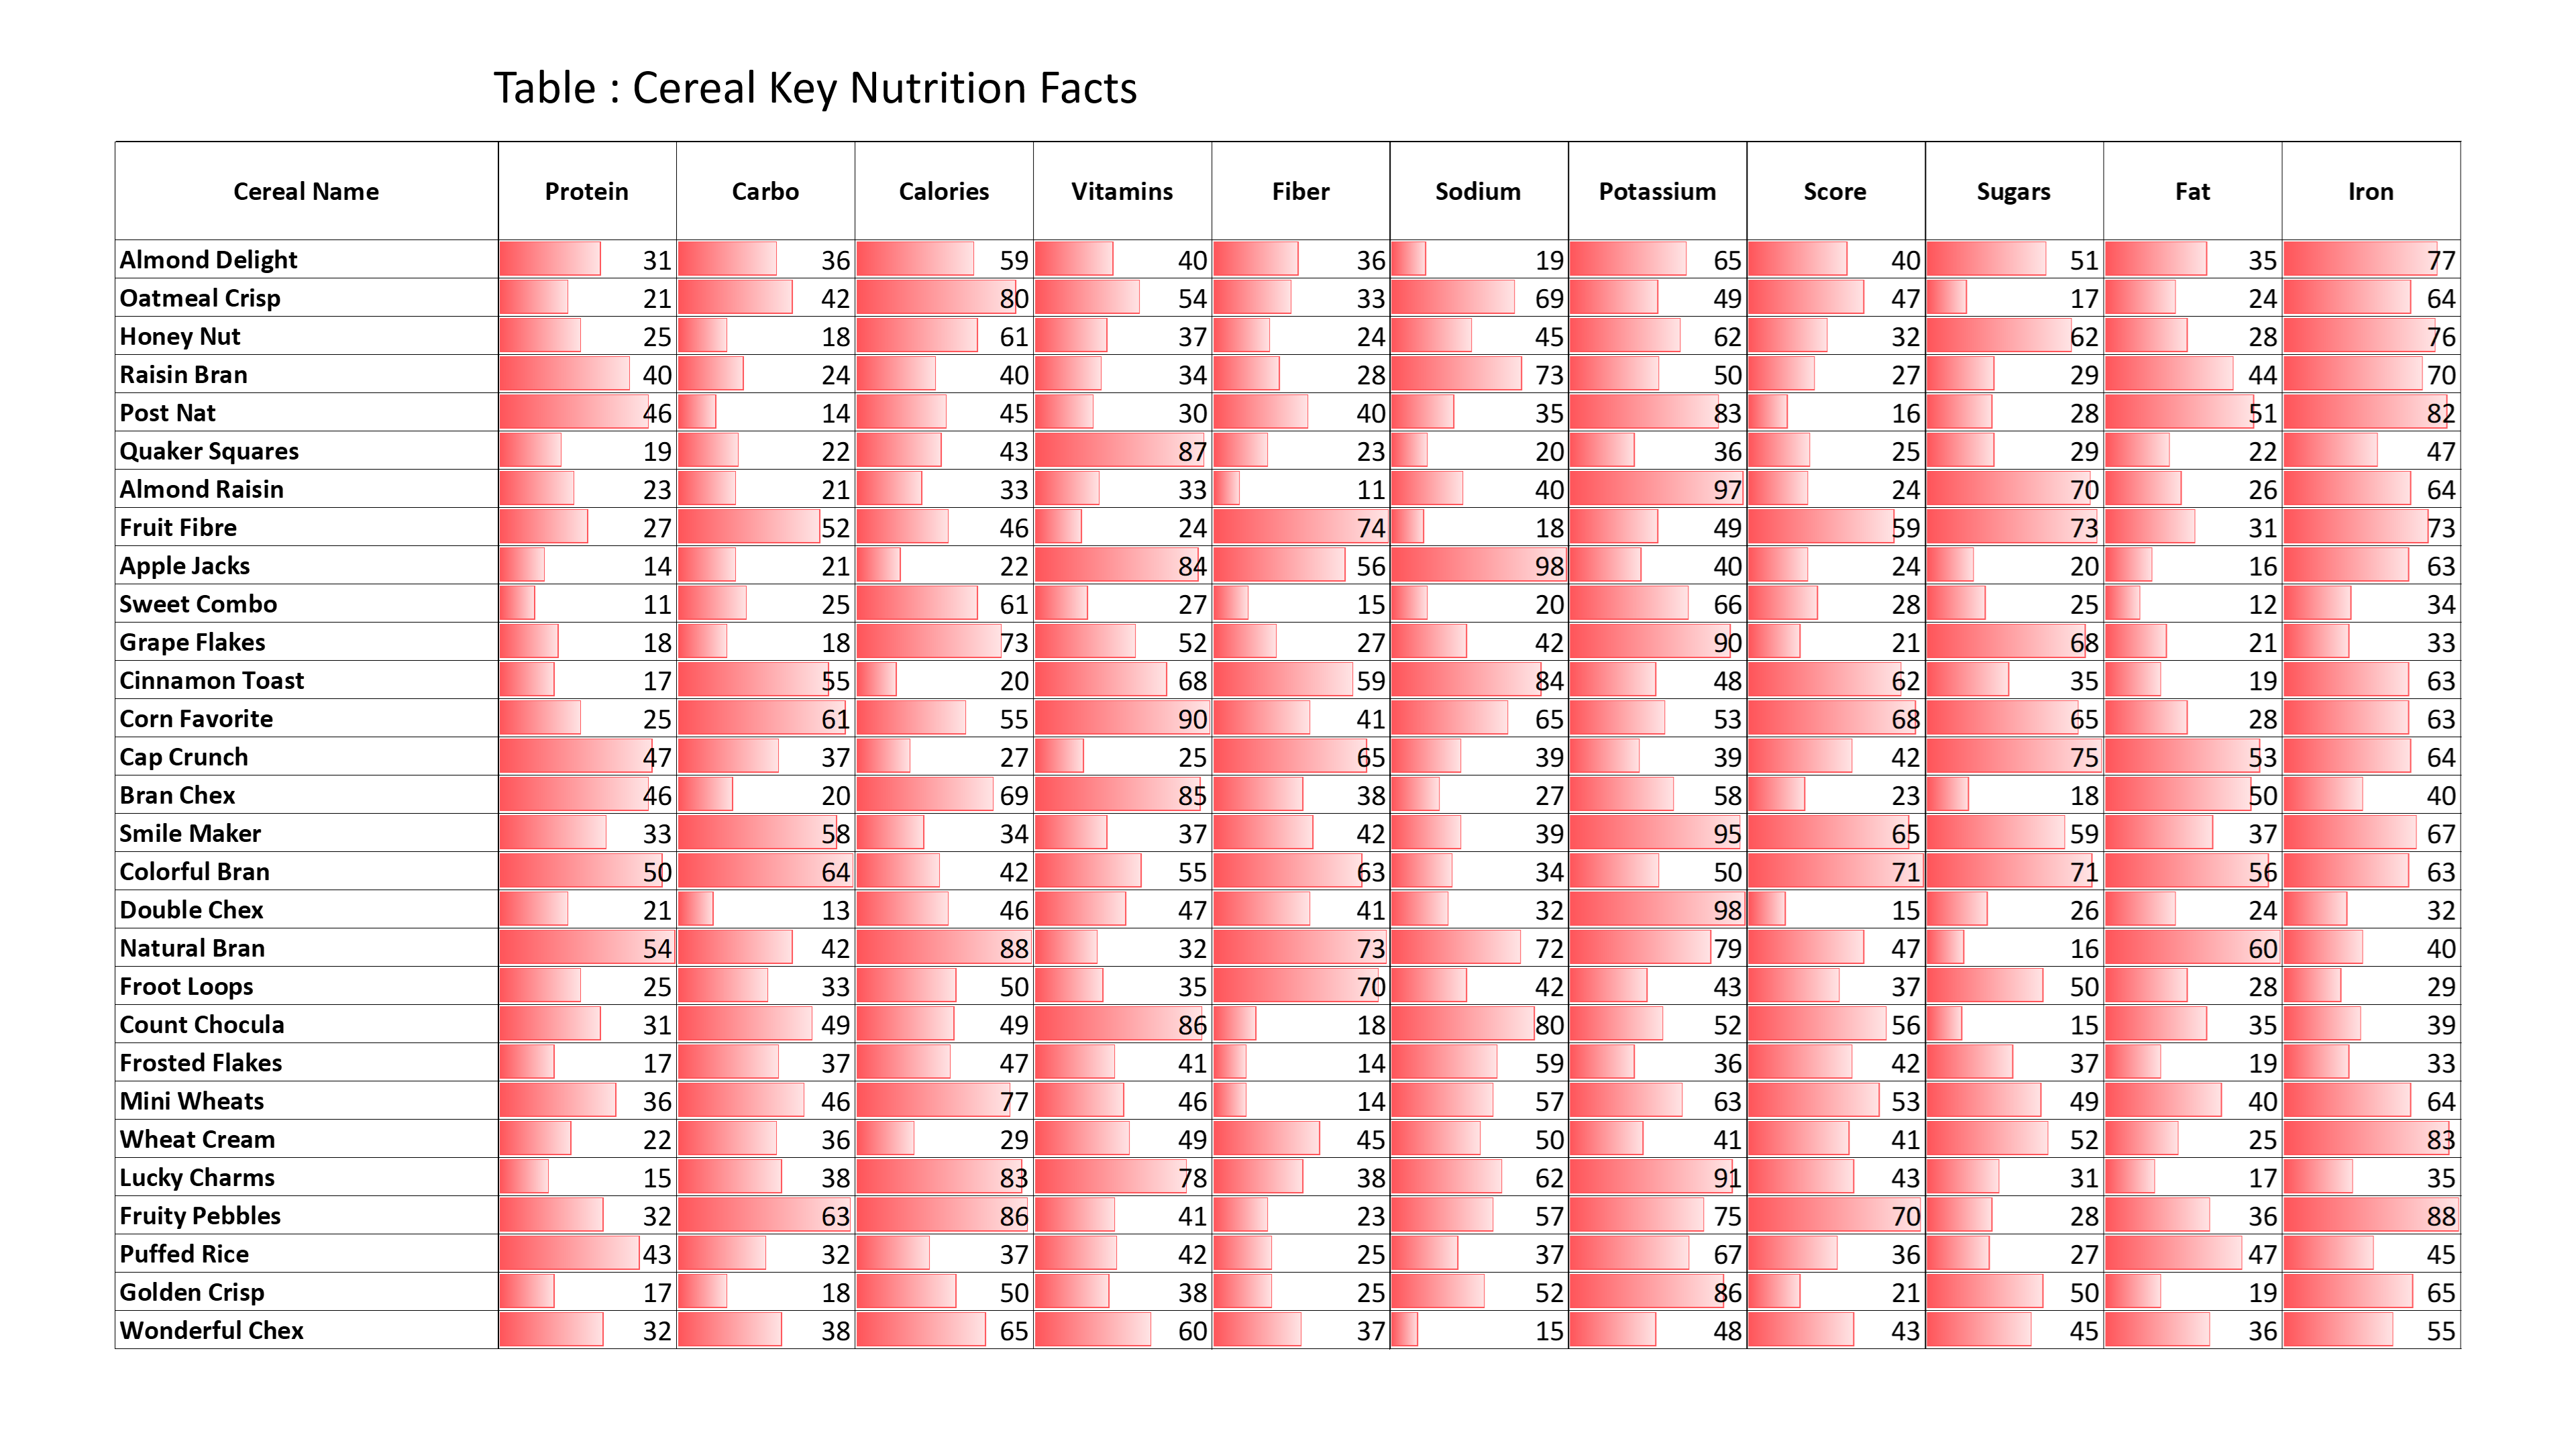 Table : Cereal Key Nutrition Facts
Cereal Name Protein Carbo Calories Vitamins Fiber Sodium Potassium Score Sugars Fat Iron
Almond Delight 31 36 59 40 36 19 65 40 51 35 77
Oatmeal Crisp 21 42 80 54 33 69 49 47 17 24 64
Honey Nut 25 18 61 37 24 45 62 32 62 28 76
Raisin Bran 40 24 40 34 28 73 50 27 29 44 70
Post Nat 46 14 45 30 40 35 83 16 28 51 82
Quaker Squares 19 22 43 87 23 20 36 25 29 22 47
Almond Raisin 23 21 33 33 11 40 97 24 70 26 64
Fruit Fibre 27 52 46 24 74 18 49 59 73 31 73
Apple Jacks 14 21 22 84 56 98 40 24 20 16 63
Sweet Combo 11 25 61 27 15 20 66 28 25 12 34
Grape Flakes 18 18 73 52 27 42 90 21 68 21 33
Cinnamon Toast 17 55 20 68 59 84 48 62 35 19 63
Corn Favorite 25 61 55 90 41 65 53 68 65 28 63
Cap Crunch 47 37 27 25 65 39 39 42 75 53 64
Bran Chex 46 20 69 85 38 27 58 23 18 50 40
Smile Maker 33 58 34 37 42 39 95 65 59 37 67
Colorful Bran 50 64 42 55 63 34 50 71 71 56 63
Double Chex 21 13 46 47 41 32 98 15 26 24 32
Natural Bran 54 42 88 32 73 72 79 47 16 60 40
Froot Loops 25 33 50 35 70 42 43 37 50 28 29
Count Chocula 31 49 49 86 18 80 52 56 15 35 39
Frosted Flakes 17 37 47 41 14 59 36 42 37 19 33
Mini Wheats 36 46 77 46 14 57 63 53 49 40 64
Wheat Cream 22 36 29 49 45 50 41 41 52 25 83
Lucky Charms 15 38 83 78 38 62 91 43 31 17 35
Fruity Pebbles 32 63 86 41 23 57 75 70 28 36 88
Puffed Rice 43 32 37 42 25 37 67 36 27 47 45
Golden Crisp 17 18 50 38 25 52 86 21 50 19 65
Wonderful Chex 32 38 65 60 37 15 48 43 45 36 55